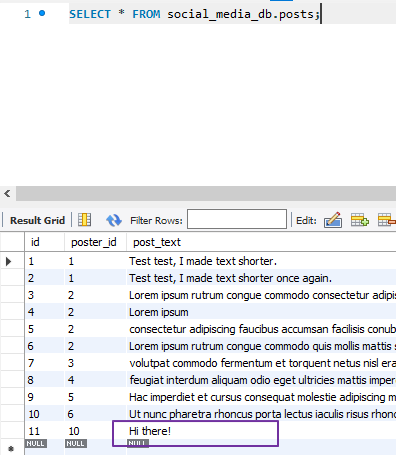 1 SELECT * FROM social_media_db.posts;
Result Grid Filter Rows: Edit:
id poster_id post_text
1 1 Test test, I made text shorter.
2 1 Test test, I made text shorter once again.
3 2 Lorem ipsum rutrum congue commodo consectetur adipis
4 2 Lorem ipsum
5 2 consectetur adipiscing faucibus accumsan facilisis conub
6 2 Lorem ipsum rutrum congue commodo quis mollis mattis s
7 3 volutpat commodo fermentum et torquent netus nisl era
8 4 feugiat interdum aliquam odio eget ultricies mattis imper
9 5 Hac imperdiet et cursus consequat molestie adipiscing m
10 6 Ut nunc pharetra rhoncus porta lectus iaculis risus rhonc
11 10 Hi there!
NULL NULL NULL